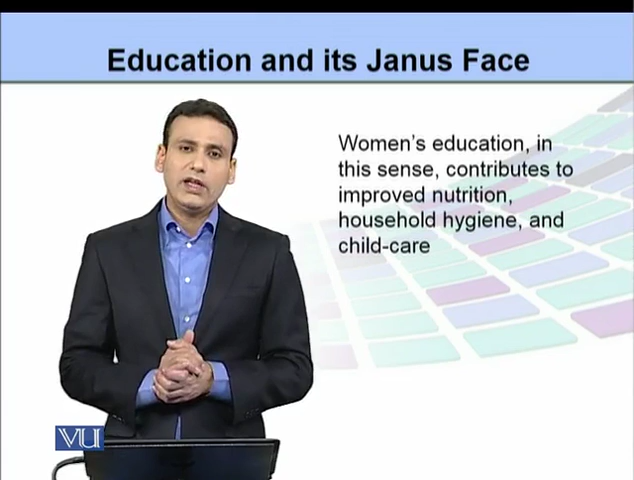 Education and its Janus Face
Women's education, in
this sense, contributes to
improved nutrition,
household hygiene, and
child-care
VU